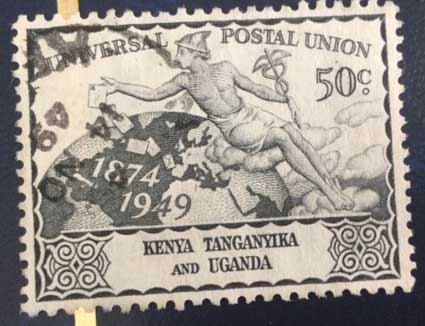 UNIVERSAL POSTAL UNION
50c.
1874
1949
KENYA TANGANYIKA
AND UGANDA